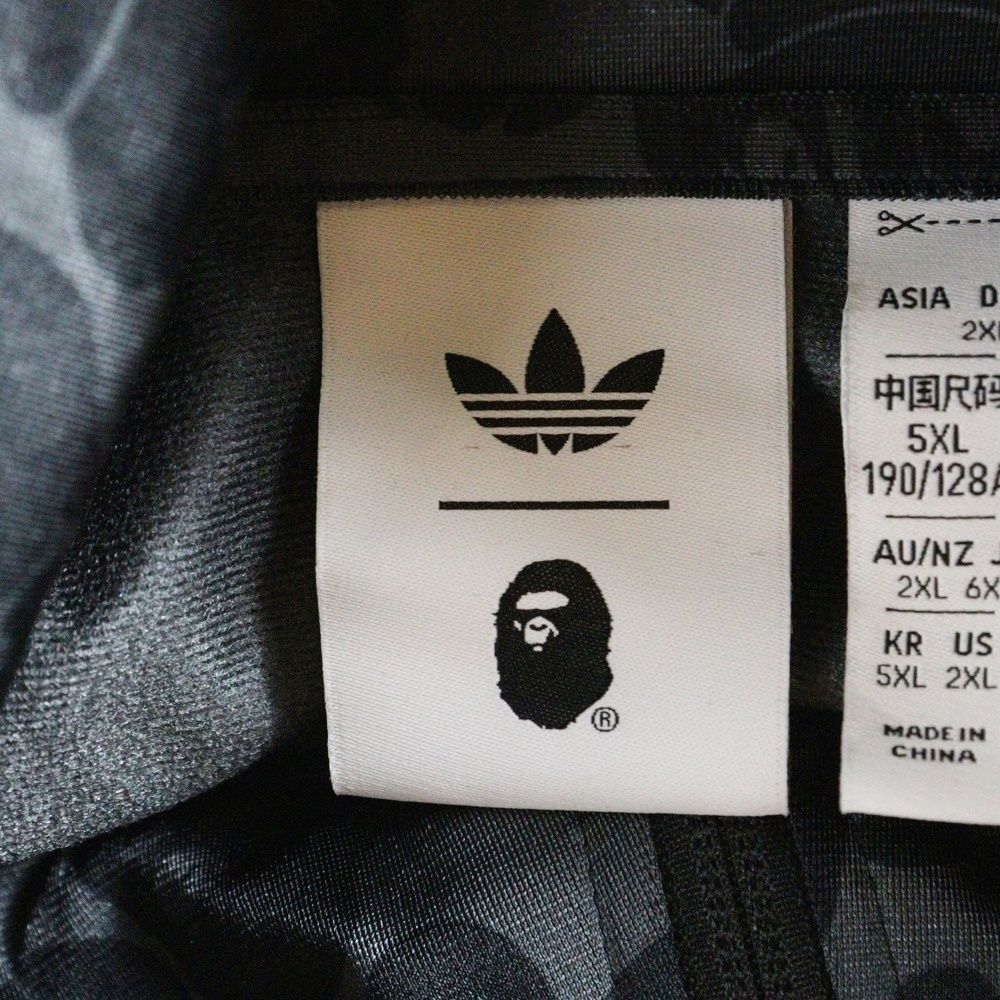 ®
ASIA D
2X
中国尺码
5XL
190/128A
AU/NZ J
2XL 6X
KR US
5XL 2XL
MADE IN
CHINA